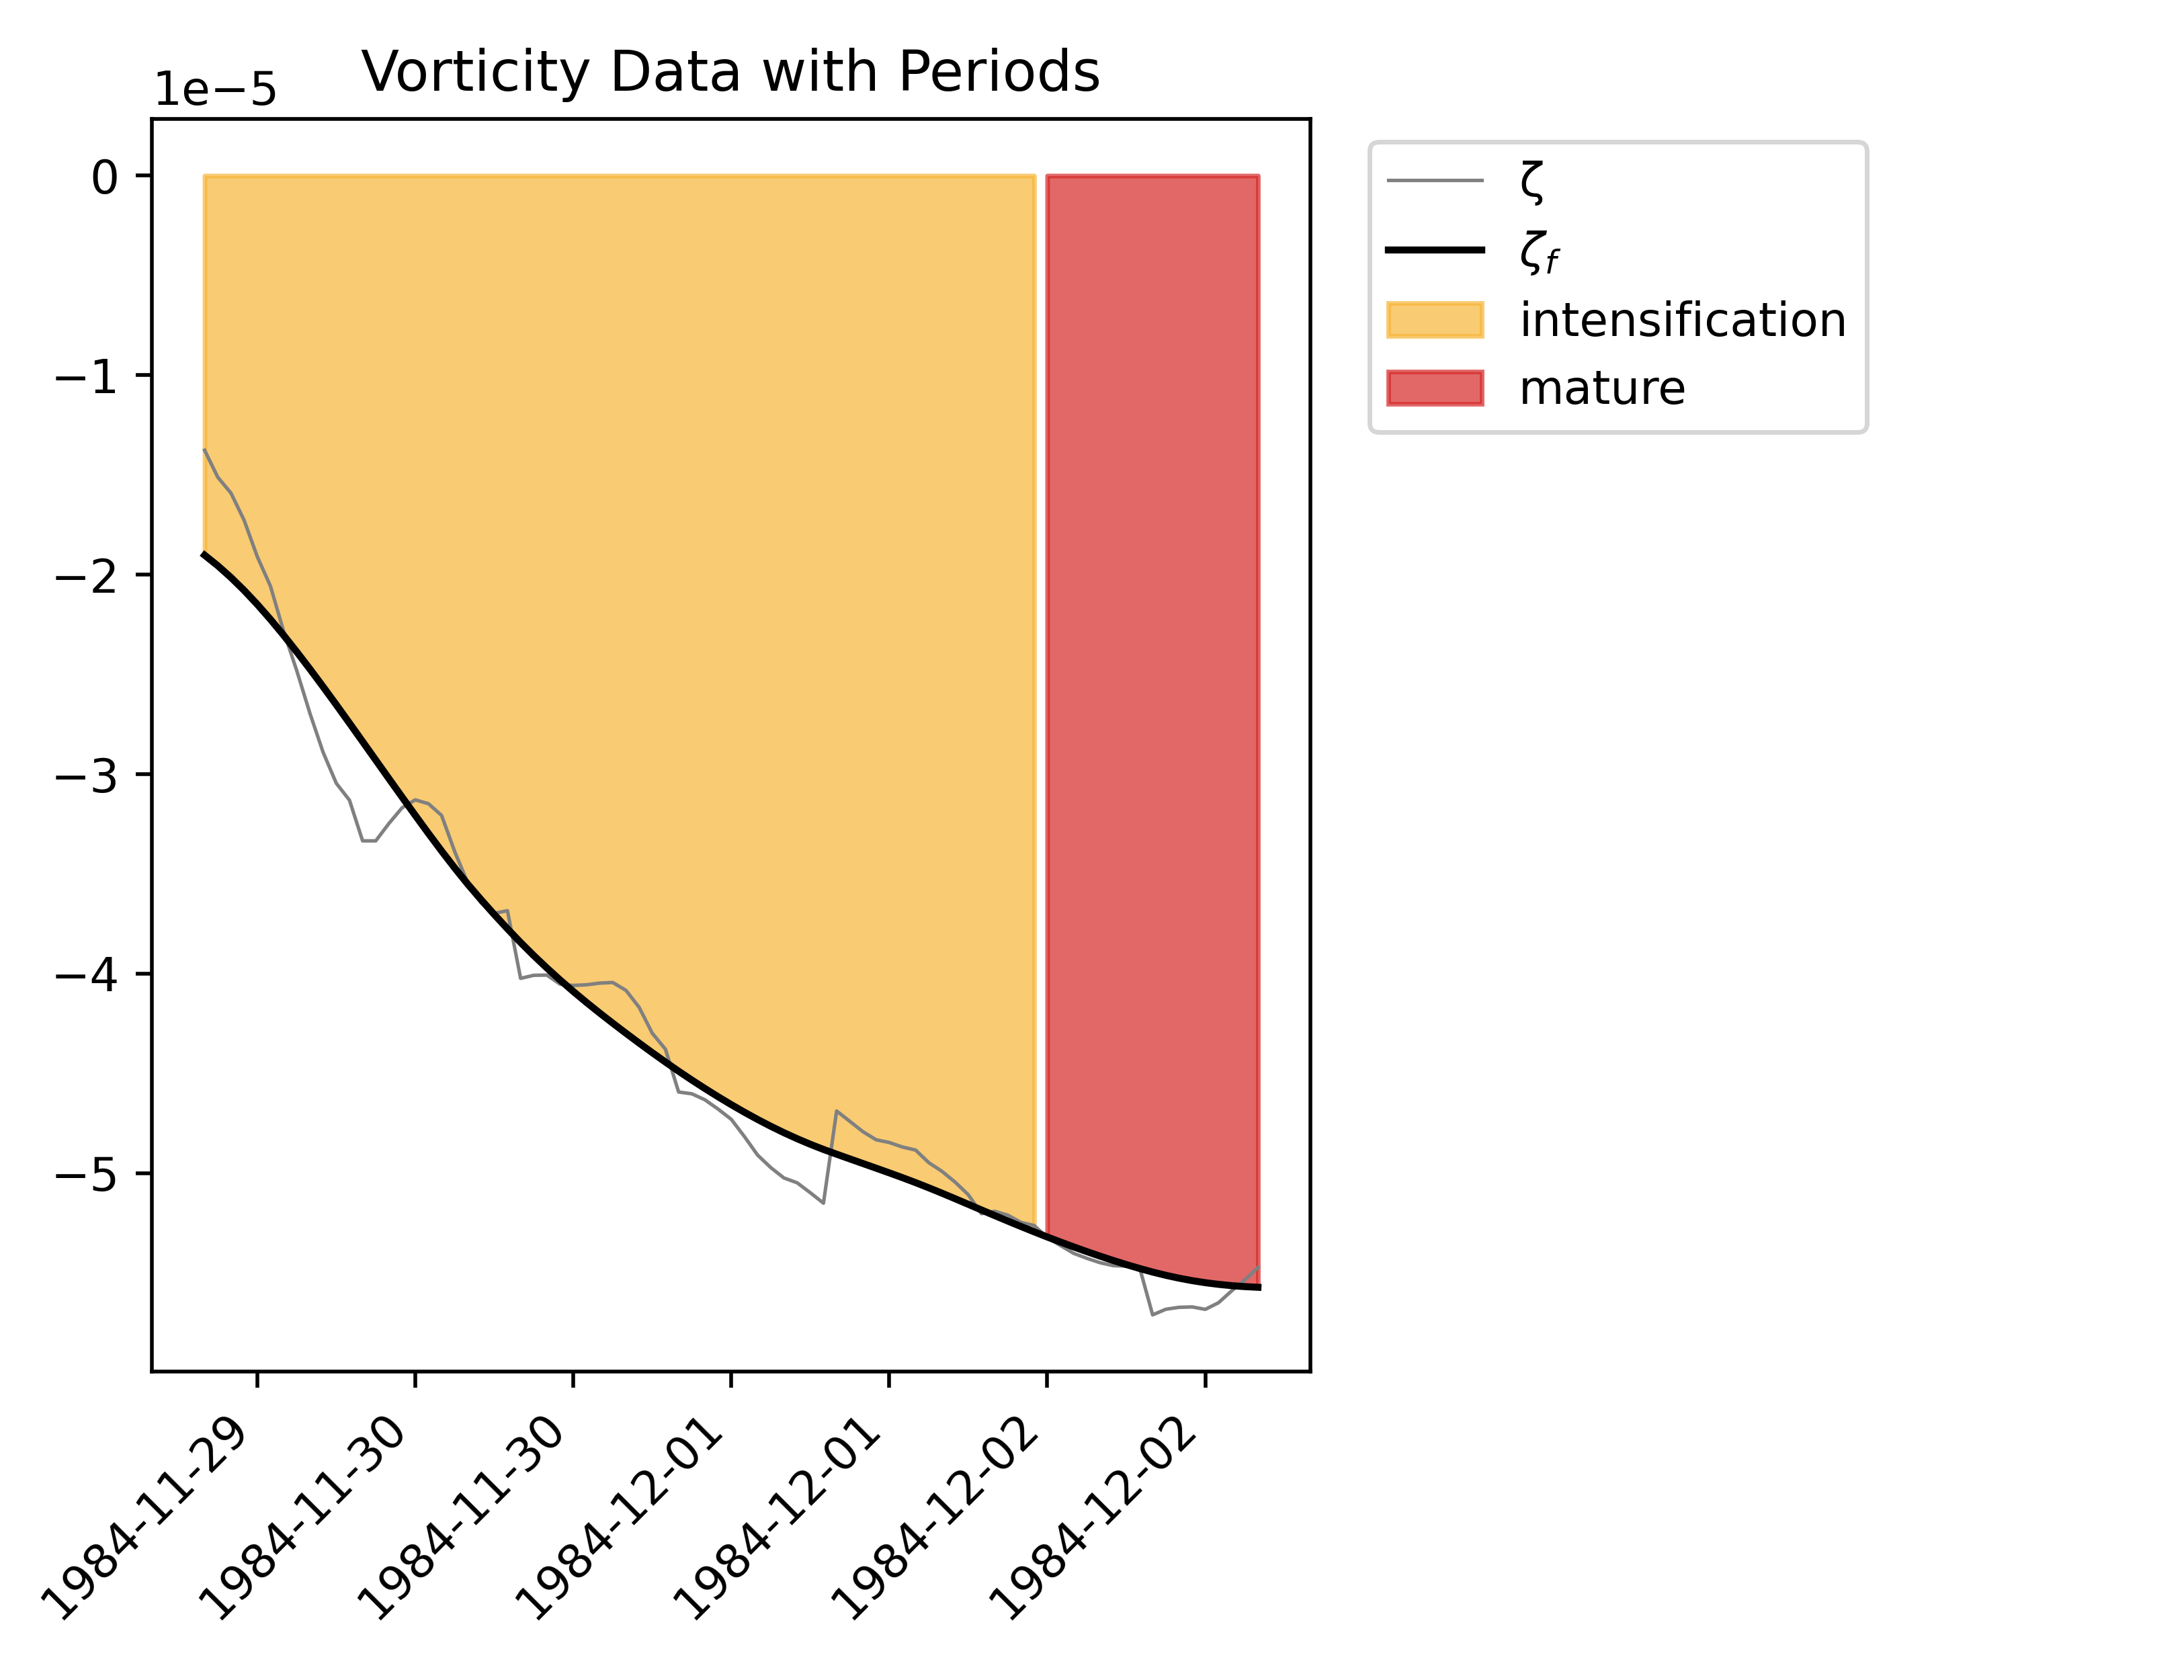 Vorticity Data with Periods
1e−5
0
−1
−2
−3
−4
−5
1984-11-29
1984-11-30
1984-11-30
1984-12-01
1984-12-01
1984-12-02
1984-12-02
ζ
ζf
intensification
mature